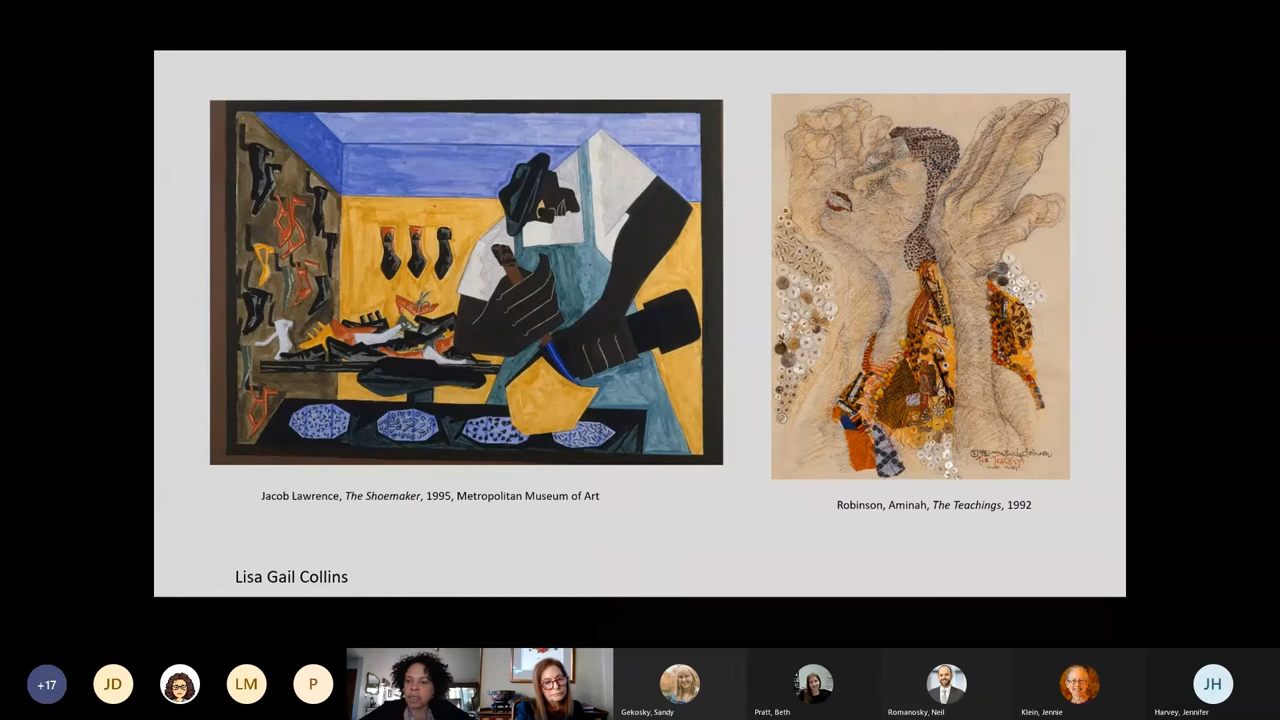 Jacob Lawrence, The Shoemaker, 1995, Metropolitan Museum of Art
Robinson, Aminah, The Teachings, 1992
Lisa Gail Collins
+17
JD
LM
P
Gekosky, Sandy
Pratt, Beth
Romanosky, Neil
Klein, Jennie
JH
Harvey, Jennifer